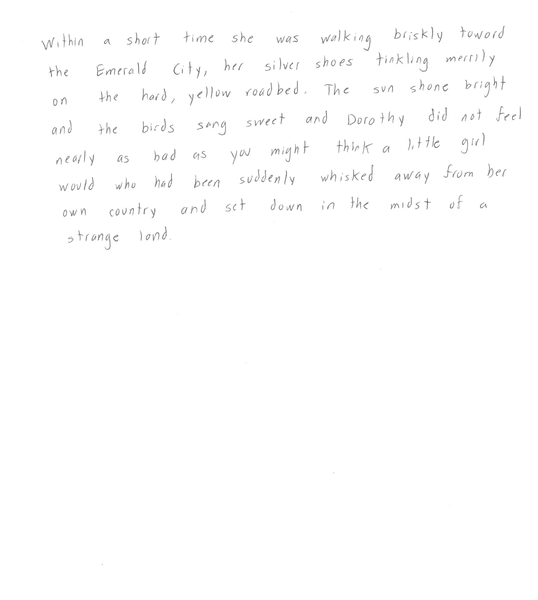 Within a short time she was walking briskly toward
the Emerald City, her silver shoes tinkling merrily
on the hard, yellow roadbed. The sun shone bright
and the birds sang sweet and Dorothy did not feel
nearly as bad as you might think a little girl
would who had been suddenly whisked away from her
own country and set down in the midst of a
strange land.